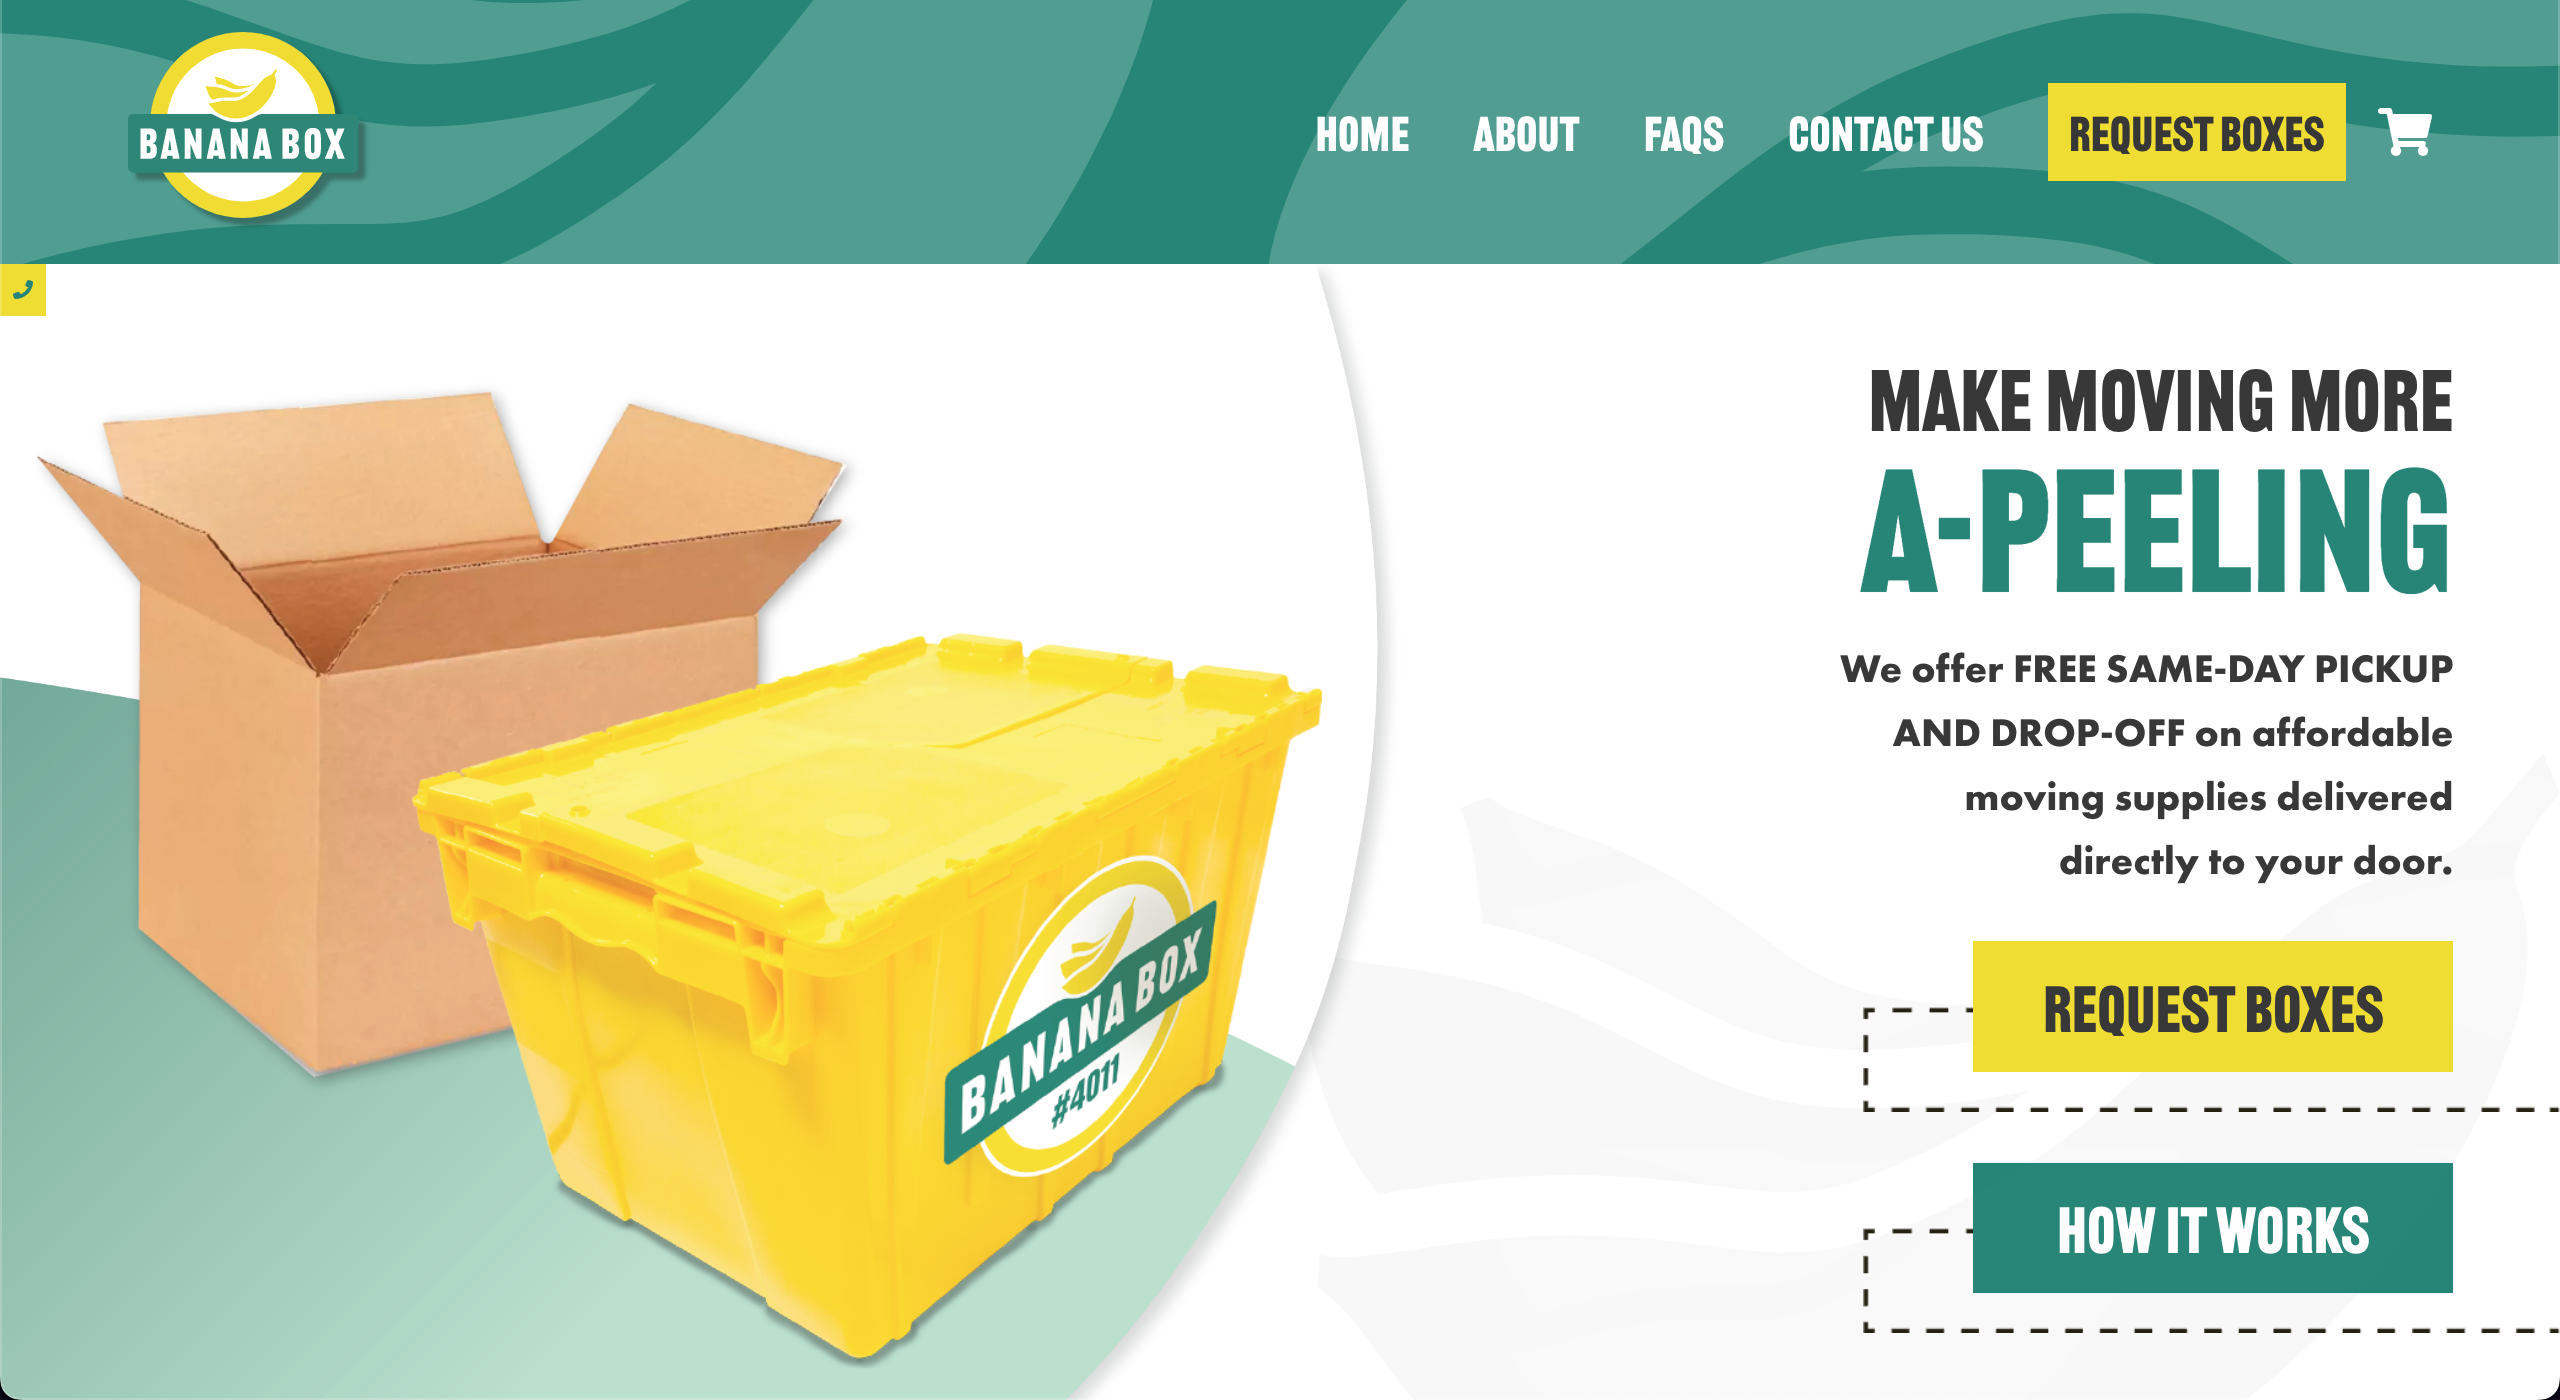 BANANA BOX
HOME
ABOUT
FAQS
CONTACT US
REQUEST BOXES
MAKE MOVING MORE
A-PEELING
We offer FREE SAME-DAY PICKUP
AND DROP-OFF on affordable
moving supplies delivered
directly to your door.
BANANA BOX
#4011
REQUEST BOXES
HOW IT WORKS